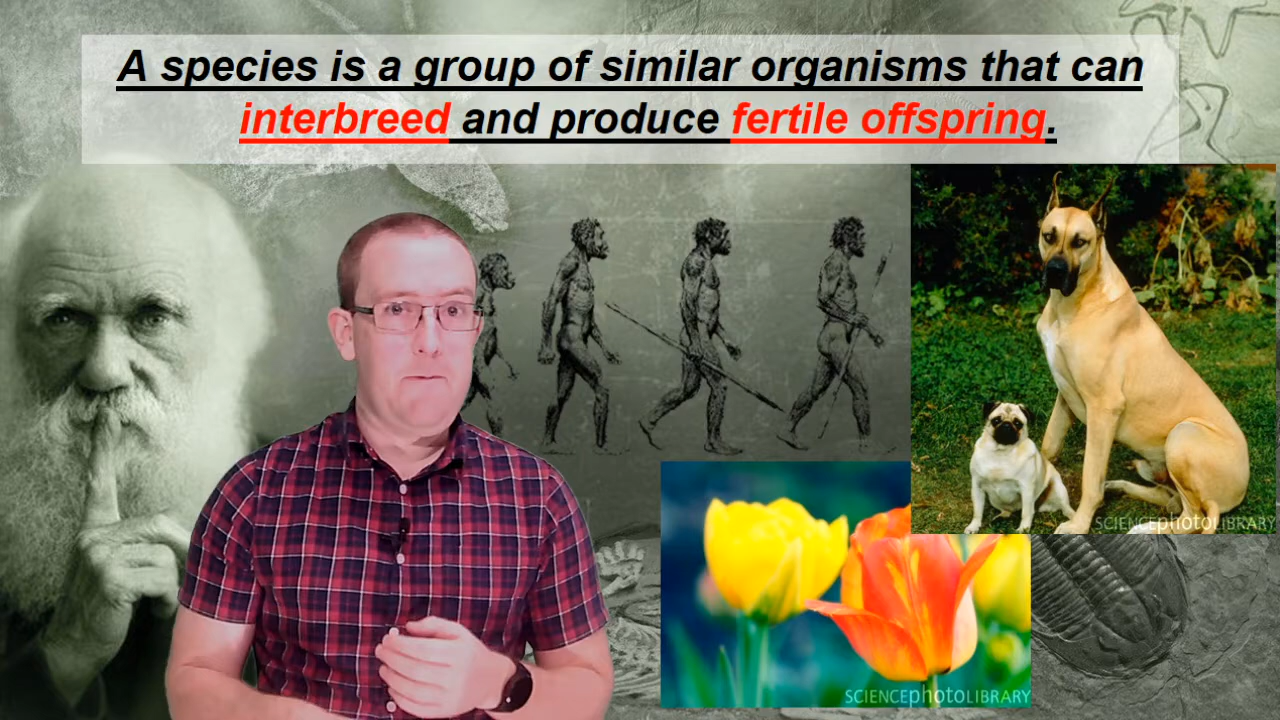 A species is a group of similar organisms that can
interbreed and produce fertile offspring.
SCIENCEphotoLIBRARY
SCIENCEphotoLIBRARY